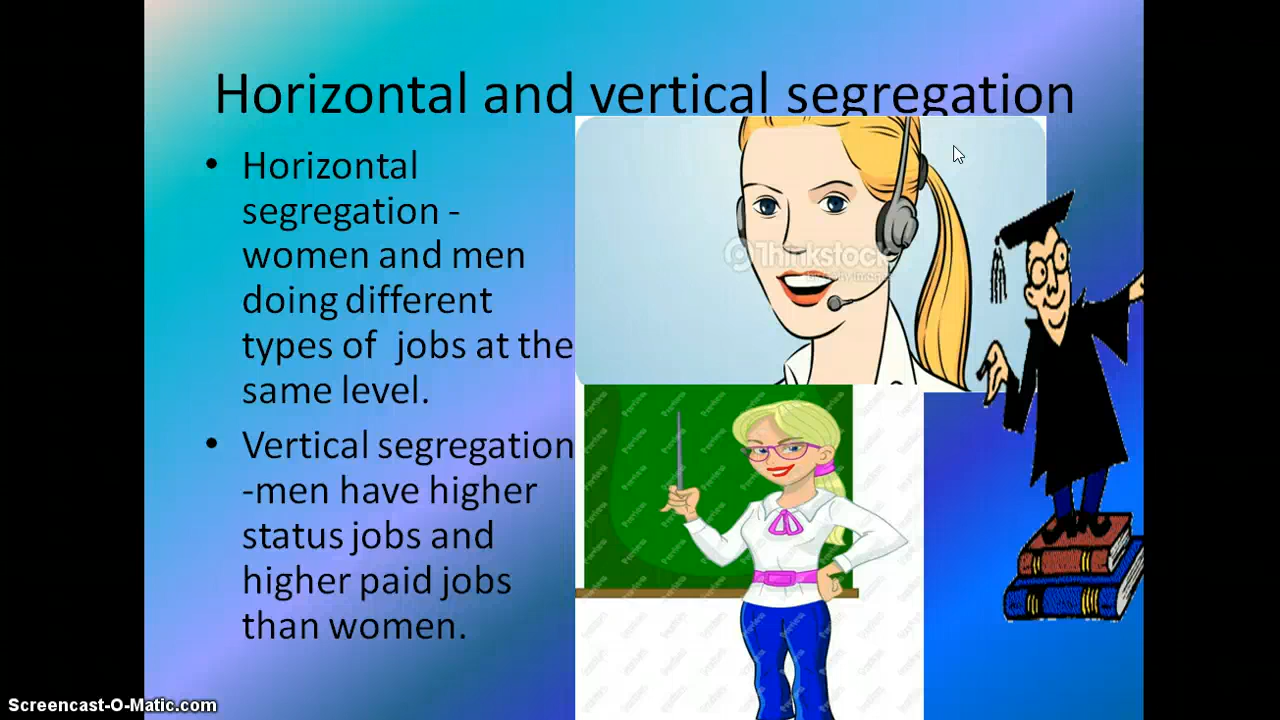 Horizontal and vertical segregation
• Horizontal
segregation -
women and men
doing different
types of jobs at the
same level.
• Vertical segregation
-men have higher
status jobs and
higher paid jobs
than women.
Thinkstock
Screencast-O-Matic.com